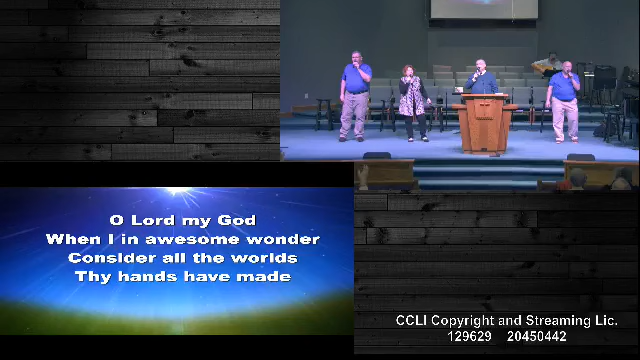 O Lord my God
When I in awesome wonder
Consider all the worlds
Thy hands have made
CCLI Copyright and Streaming Lic.
129629 20450442